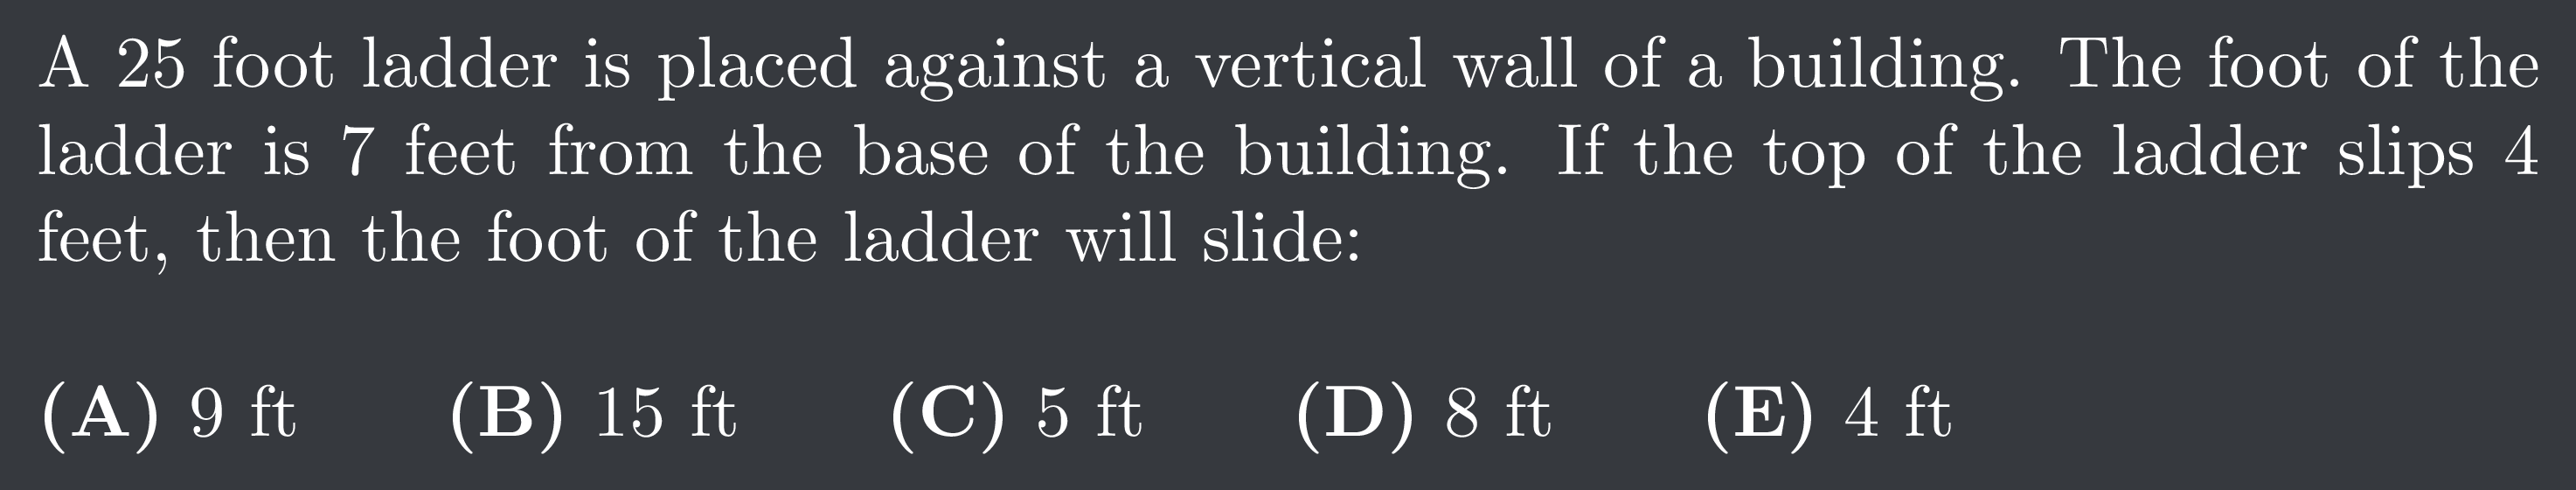 A 25 foot ladder is placed against a vertical wall of a building. The foot of the
ladder is 7 feet from the base of the building. If the top of the ladder slips 4
feet, then the foot of the ladder will slide:
(A) 9 ft (B) 15 ft (C) 5 ft (D) 8 ft (E) 4 ft